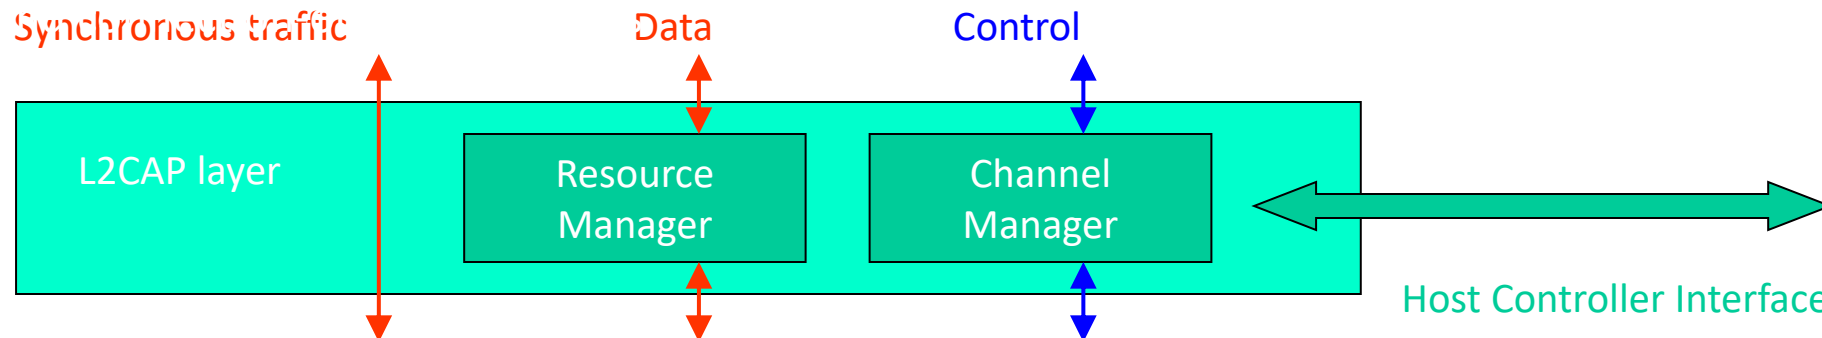 Synchronous traffic Data Control
L2CAP layer
Resource
Manager
Channel
Manager
Host Controller Interface